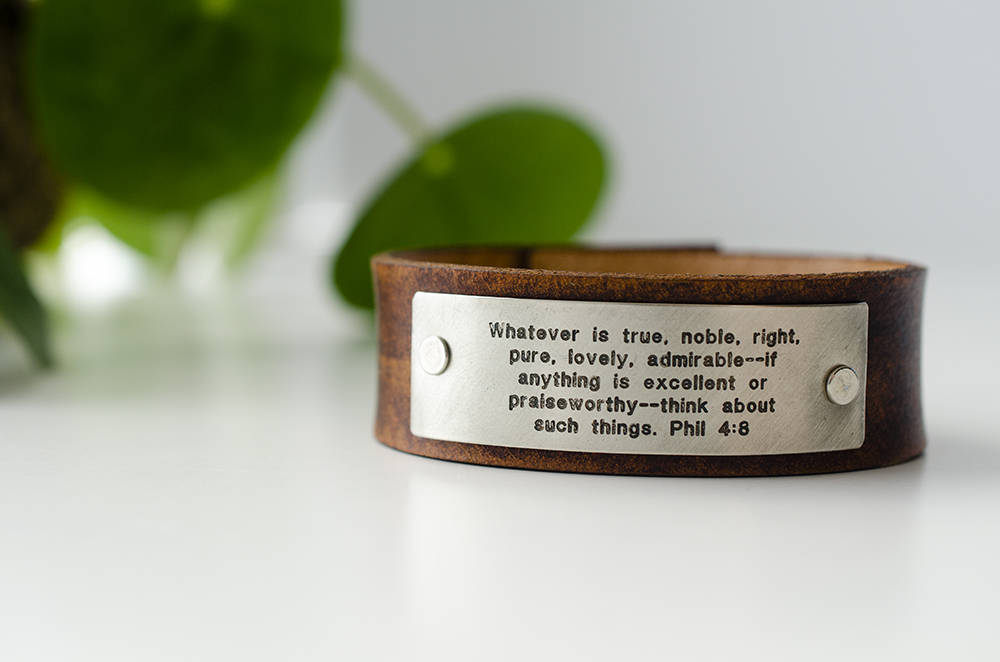 Whatever is true, noble, right,
pure, lovely, admirable--if
anything is excellent or
praiseworthy--think about
such things. Phil 4:8